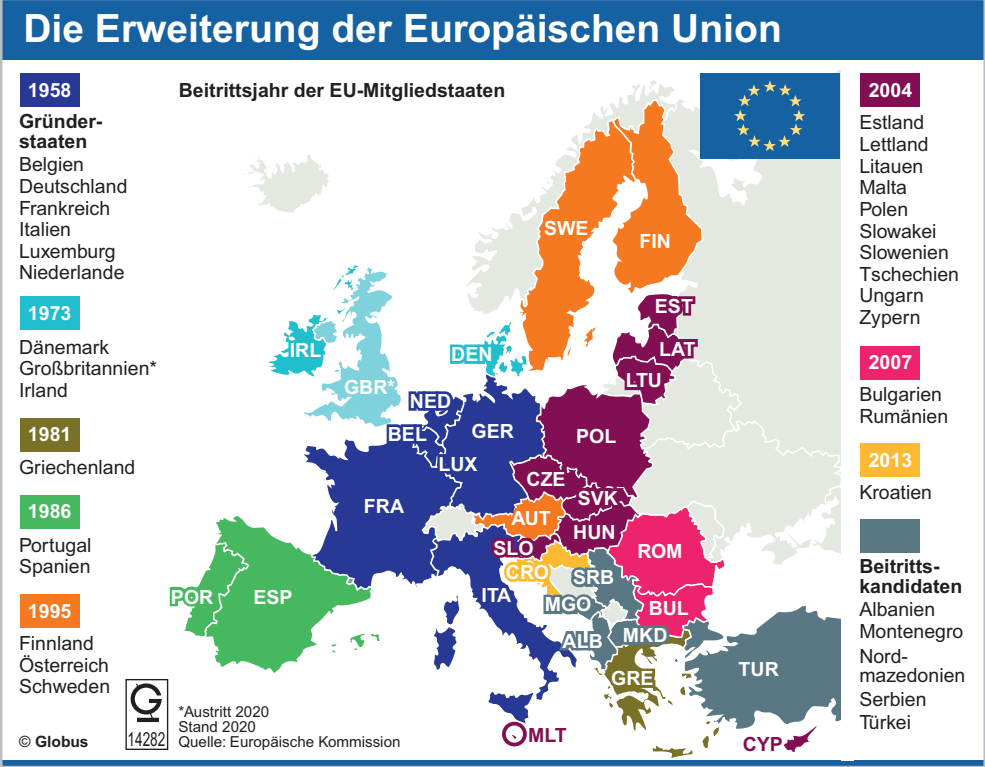 Die Erweiterung der Europäischen Union
Beitrittsjahr der EU-Mitgliedstaaten
1958
Gründer-
staaten
Belgien
Deutschland
Frankreich
Italien
Luxemburg
Niederlande
1973
Dänemark
Großbritannien*
Irland
1981
Griechenland
1986
Portugal
Spanien
1995
Finnland
Österreich
Schweden
© Globus
G
14282
*Austritt 2020
Stand 2020
Quelle: Europäische Kommission
SWE
FIN
EST
LAT
LTU
IRL
GBR*
DEN
NED
BEL
GER
POL
LUX
CZE
SVK
FRA
AUT
HUN
SLO
ROM
CRO
SRB
ITA
MGO
BUL
POR
ESP
ALB
MKD
GRE
TUR
MLT
CYP
2004
Estland
Lettland
Litauen
Malta
Polen
Slowakei
Slowenien
Tschechien
Ungarn
Zypern
2007
Bulgarien
Rumänien
2013
Kroatien
Beitritts-
kandidaten
Albanien
Montenegro
Nord-
mazedonien
Serbien
Türkei